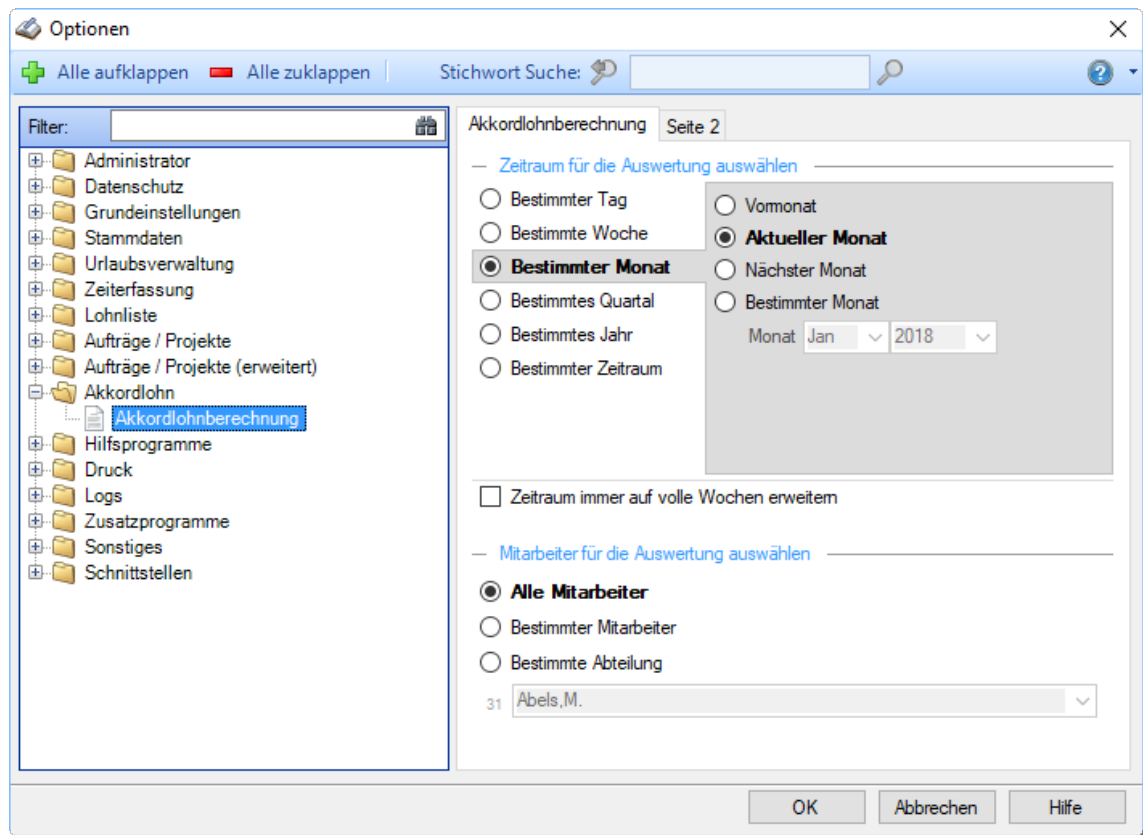 Optionen
Alle aufklappen Alle zuklappen Stichwort Suche:
Filter:
Administrator
Datenschutz
Grundeinstellungen
Stammdaten
Urlaubsverwaltung
Zeiterfassung
Lohnliste
Aufträge / Projekte
Aufträge / Projekte (erweitert)
Akkordlohn
Akkordlohnberechnung
Hilfsprogramme
Druck
Logs
Zusatzprogramme
Sonstiges
Schnittstellen
Akkordlohnberechnung Seite 2
Zeitraum für die Auswertung auswählen
Bestimmter Tag
Bestimmte Woche
Bestimmter Monat
Bestimmtes Quartal
Bestimmtes Jahr
Bestimmter Zeitraum
Vormonat
Aktueller Monat
Nächster Monat
Bestimmter Monat
Monat Jan 2018
Zeitraum immer auf volle Wochen erweitern
Mitarbeiter für die Auswertung auswählen
Alle Mitarbeiter
Bestimmter Mitarbeiter
Bestimmte Abteilung
31 Abels,M.
OK Abbrechen Hilfe